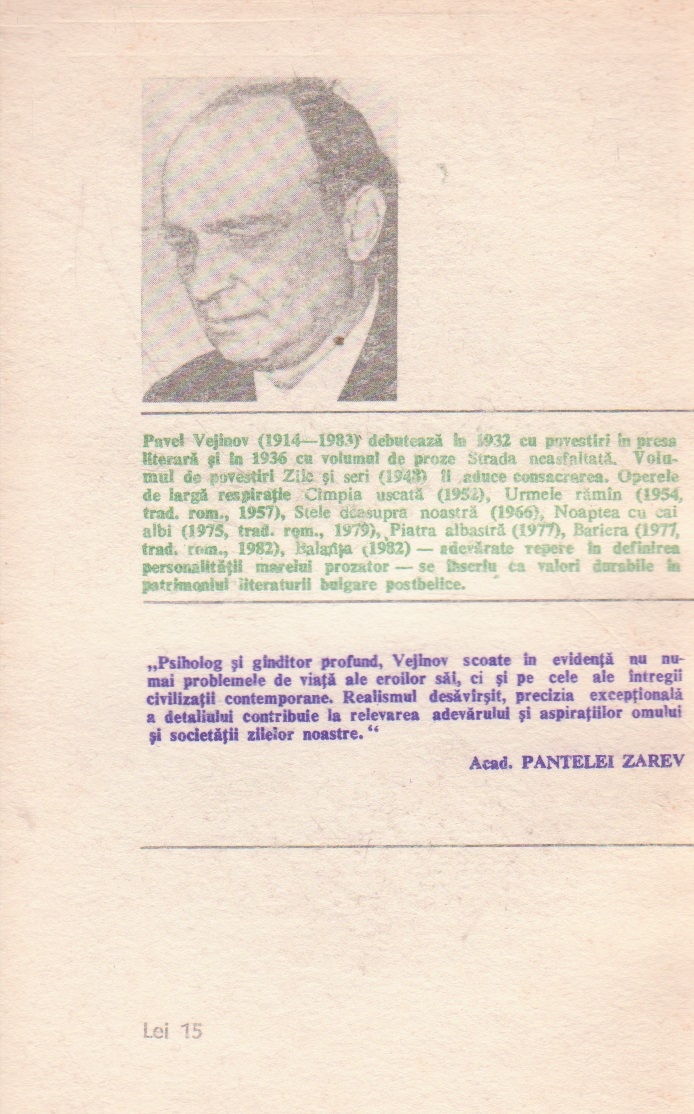 Pavel Vejinov (1914—1983) debutează în 1932 cu povestiri în presa
literară și în 1936 cu volumul de proze Strada neasfaltată. Volu-
mul de povestiri Zile și seri (1948) îi aduce consacrarea. Operele
de largă respirație Cîmpia uscată (1952), Urmele rămîn (1954,
trad. rom., 1957), Stele deasupra noastră (1966), Noaptea cu cai
albi (1975, trad. rom., 1979), Piatra albastră (1977), Bariera (1977,
trad. rom., 1982), Balanța (1982) — adevărate repere în definirea
personalității marelui prozator — se înscriu ca valori durabile în
patrimoniul literaturii bulgare postbelice.
„Psiholog și gînditor profund, Vejinov scoate în evidență nu nu-
mai problemele de viață ale eroilor săi, ci și pe cele ale întregii
civilizații contemporane. Realismul desăvîrșit, precizia excepțională
a detaliului contribuie la relevarea adevărului și aspirațiilor omului
și societății zilelor noastre.“
Acad. PANTELEI ZAREV
Lei 15